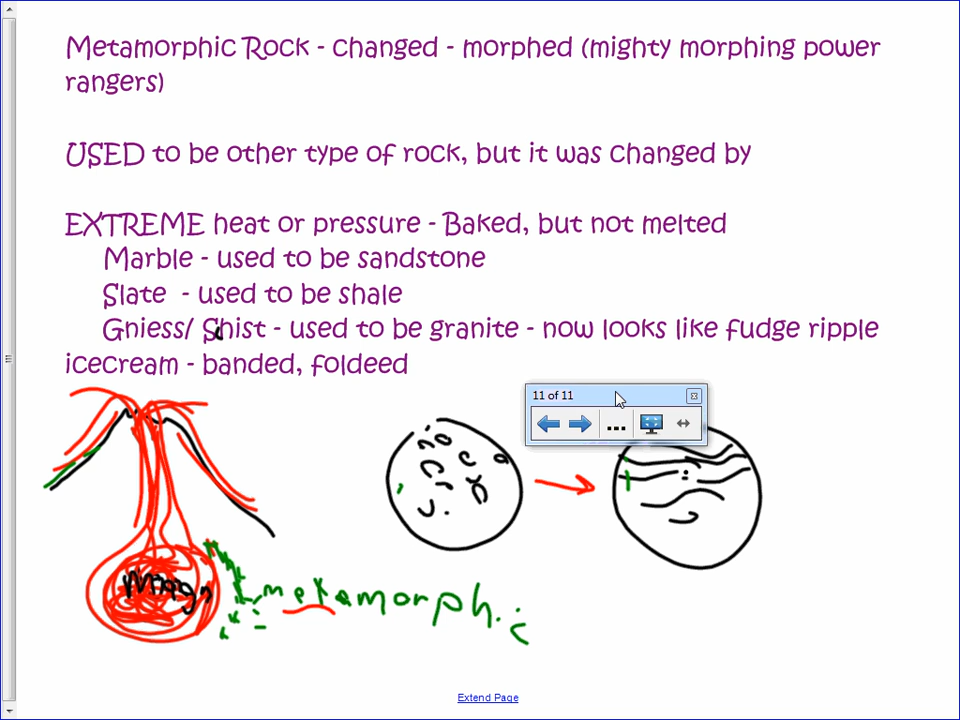 Metamorphic Rock - changed - morphed (mighty morphing power
rangers)
USED to be other type of rock, but it was changed by
EXTREME heat or pressure - Baked, but not melted
Marble - used to be sandstone
Slate - used to be shale
Gniess/ Schist - used to be granite - now looks like fudge ripple
icecream - banded, foldeed
11 of 11
metamorphic
Extend Page